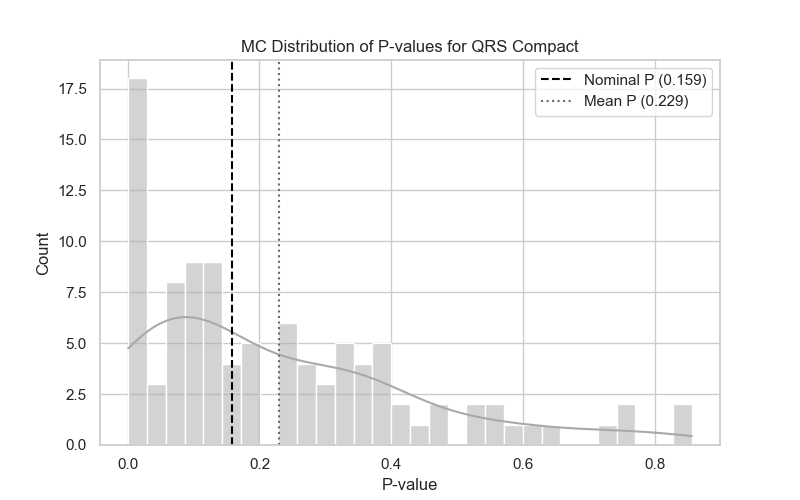 MC Distribution of P-values for QRS Compact
Nominal P (0.159)
Mean P (0.229)
17.5
15.0
12.5
10.0
7.5
5.0
2.5
0.0
Count
0.0 0.2 0.4 0.6 0.8
P-value